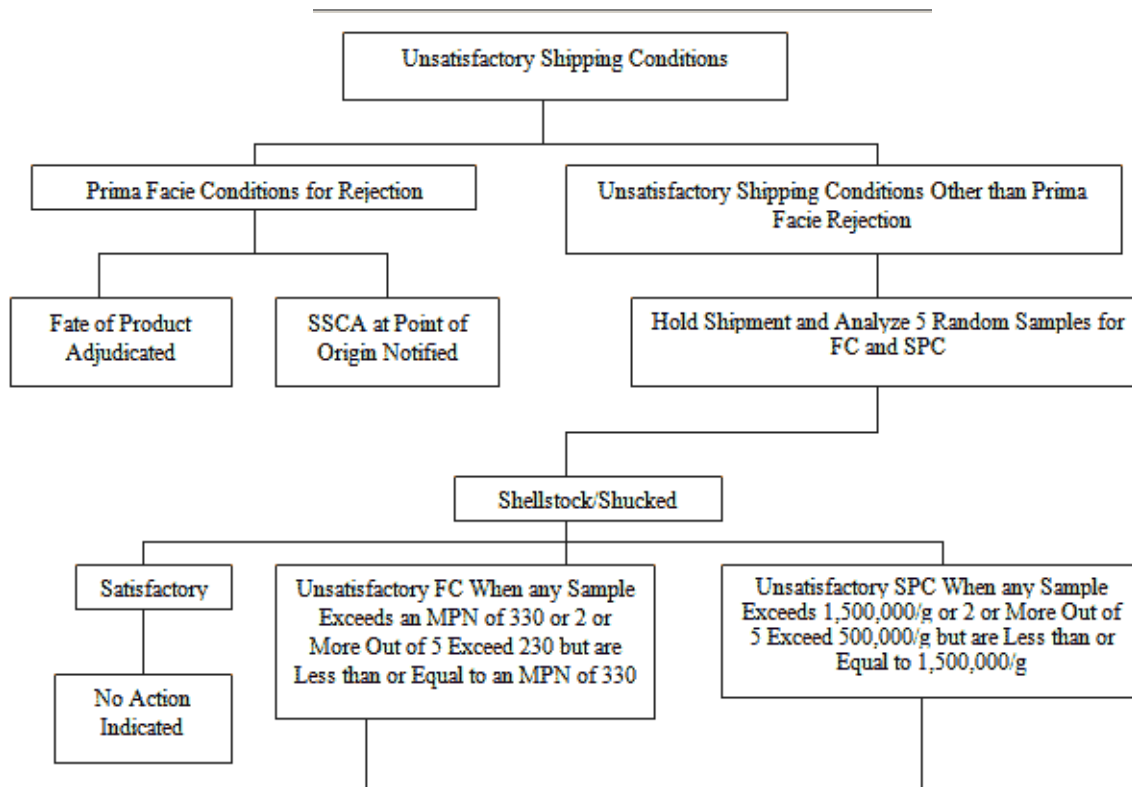 Unsatisfactory Shipping Conditions
Prima Facie Conditions for Rejection
Unsatisfactory Shipping Conditions Other than Prima
Facie Rejection
Fate of Product
Adjudicated
SSCA at Point of
Origin Notified
Hold Shipment and Analyze 5 Random Samples for
FC and SPC
Shellstock/Shucked
Satisfactory
Unsatisfactory FC When any Sample
Exceeds an MPN of 330 or 2 or
More Out of 5 Exceed 230 but are
Less than or Equal to an MPN of 330
Unsatisfactory SPC When any Sample
Exceeds 1,500,000/g or 2 or More Out of
5 Exceed 500,000/g but are Less than or
Equal to 1,500,000/g
No Action
Indicated